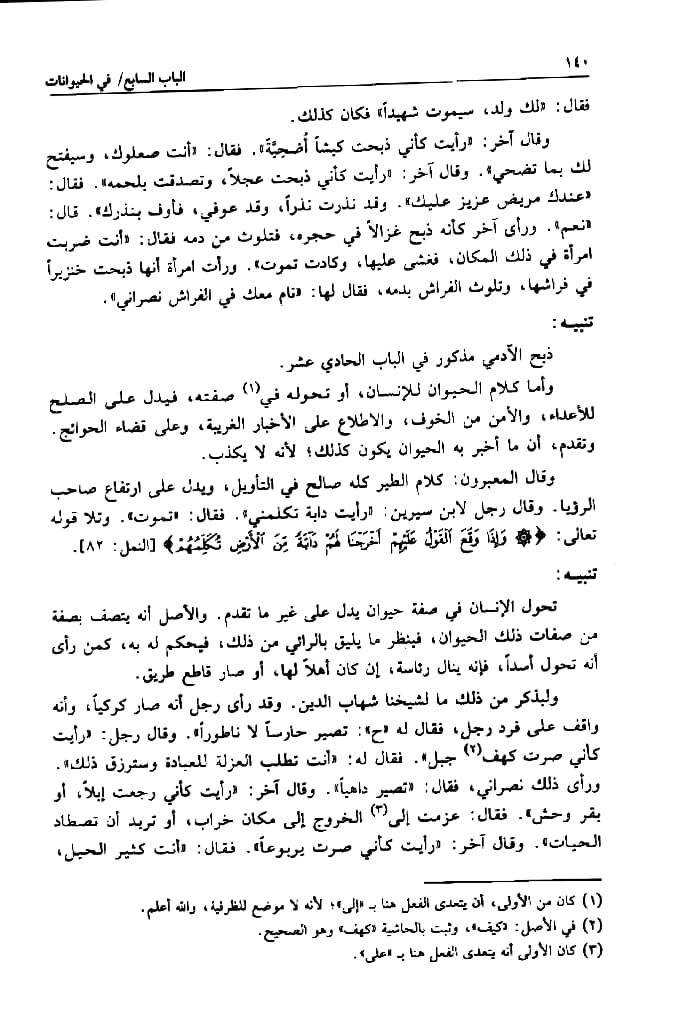 ١٤٠
الباب السابع/ في الحيوانات
فقال: «لك ولد، سيموت شهيداً» فكان كذلك.
وقال آخر: «رأيت كأني ذبحت كبشاً أُضحِيَّةً». فقال: «أنت صعلوك، وسيفتح
لك بما تضحي». وقال آخر: «رأيت كأني ذبحت عجلاً، وتصدقت بلحمه». فقال:
«عندك مريض عزيز عليك». وقد نذرت نذراً، وقد عوفي، فأوف بنذرك». قال:
«نعم». ورأى آخر كأنه ذبح غزالاً في حجره، فتلوث من دمه فقال: «أنت ضربت
امرأة في ذلك المكان، فغشى عليها، وكادت تموت». ورأت امرأة أنها ذبحت خنزيراً
في فراشها، وتلوث الفراش بدمه، فقال لها: «نام معك في الفراش نصراني».
تنبيه:
ذبح الآدمي مذكور في الباب الحادي عشر.
وأما كلام الحيوان للإنسان، أو تحوله في(١) صفته، فيدل على الصلح
للأعداء، والأمن من الخوف، والاطلاع على الأخبار الغريبة، وعلى قضاء الحوائج.
وتقدم، أن ما أخبر به الحيوان يكون كذلك؛ لأنه لا يكذب.
وقال المعبرون: كلام الطير كله صالح في التأويل، ويدل على ارتفاع صاحب
الرؤيا. وقال رجل لابن سيرين: «رأيت دابة تكلمني». فقال: «تموت». وتلا قوله
تعالى: ﴿۞ وَإِذَا وَقَعَ ٱلْقَوْلُ عَلَيْهِمْ أَخْرَجْنَا لَهُمْ دَآبَّةً مِّنَ ٱلْأَرْضِ تُكَلِّمُهُمْ﴾ [النمل: ٨٢].
تنبيه:
تحول الإنسان في صفة حيوان يدل على غير ما تقدم. والأصل أنه يتصف بصفة
من صفات ذلك الحيوان، فينظر ما يليق بالرائي من ذلك، فيحكم له به، كمن رأى
أنه تحول أسداً، فإنه ينال رئاسة، إن كان أهلاً لها، أو صار قاطع طريق.
وليذكر من ذلك ما لشيخنا شهاب الدين. وقد رأى رجل أنه صار كركياً، وأنه
واقف على فرد رجل، فقال له «ح»: تصير حارساً لا ناطوراً». وقال رجل: «رأيت
كأني صرت كهف(٢) جبل». فقال له: «أنت تطلب العزلة للعبادة وسترزق ذلك».
ورأى ذلك نصراني، فقال: «تصير داهياً». وقال آخر: «رأيت كأني رجعت إبلاً، أو
بقر وحش». فقال: عزمت إلى(٣) الخروج إلى مكان خراب، أو تريد أن تصطاد
الحيات». وقال آخر: «رأيت كأني صرت يربوعاً». فقال: «أنت كثير الحيل،
(١) كان من الأولى، أن يتعدى الفعل هنا بـ «إلى»؛ لأنه لا موضع للظرفية، والله أعلم.
(٢) في الأصل: «كيف»، وثبت بالحاشية «كهف» وهو الصحيح.
(٣) كان الأولى أنه يتعدى الفعل هنا بـ «على».